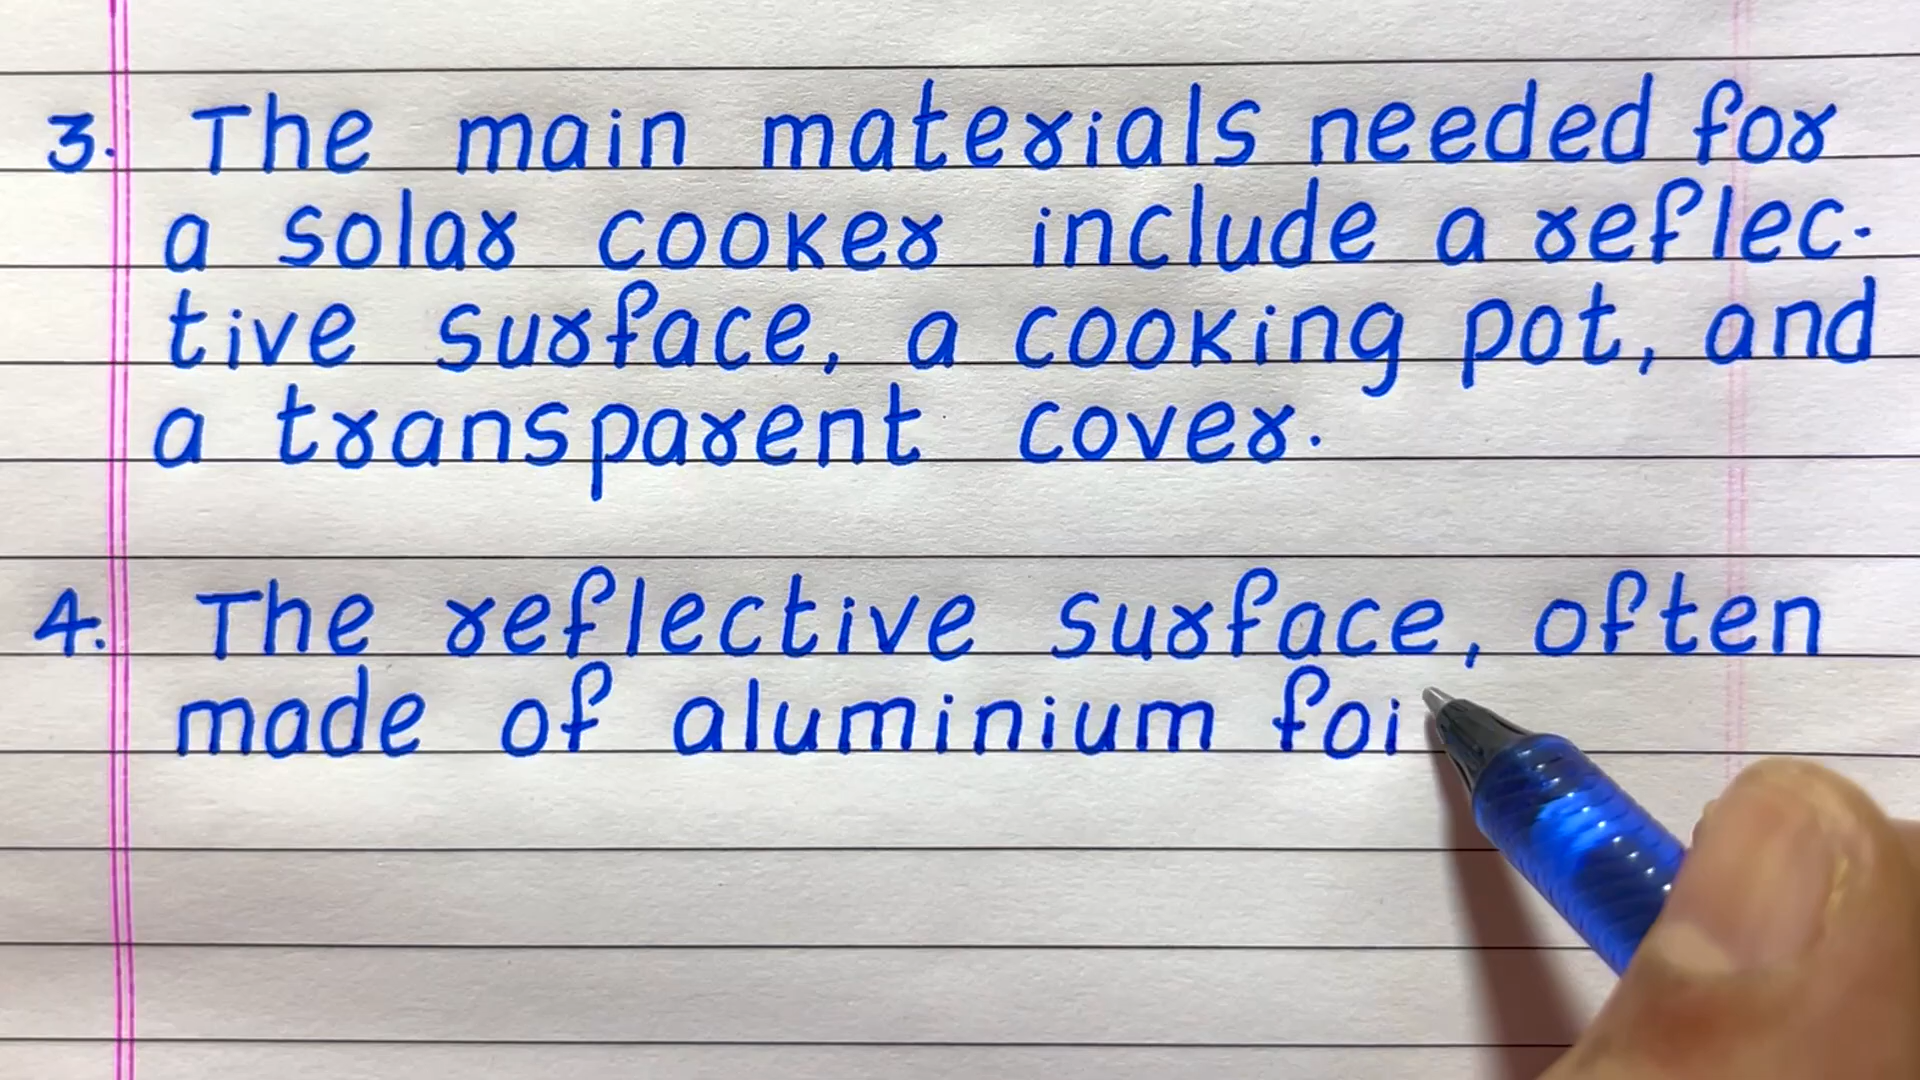 3. The main materials needed for
a solar cooker include a reflec-
tive surface, a cooking pot, and
a transparent cover.
4. The reflective surface, often
made of aluminium foi